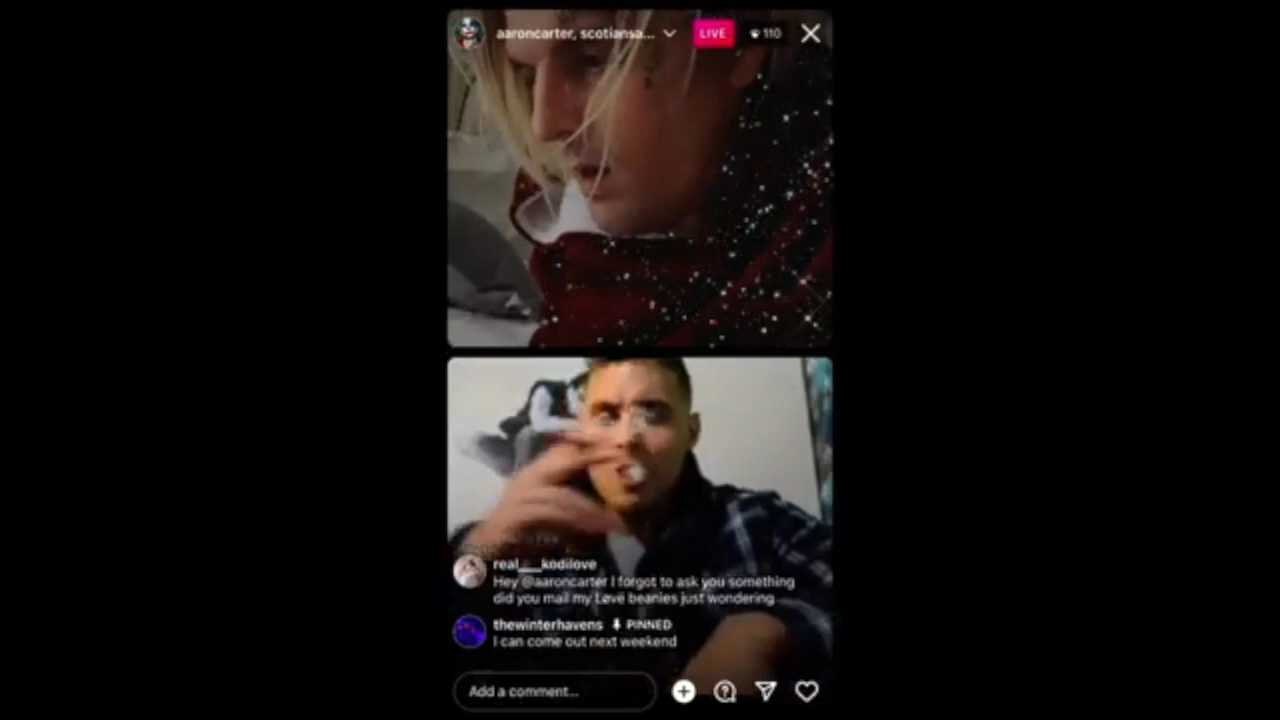 aaroncarter, scotiansa...
LIVE
110
real___kodilove
Hey @aaroncarter I forgot to ask you something
did you mail my Løvë beanies just wondering
thewinterhavens PINNED
I can come out next weekend
Add a comment...